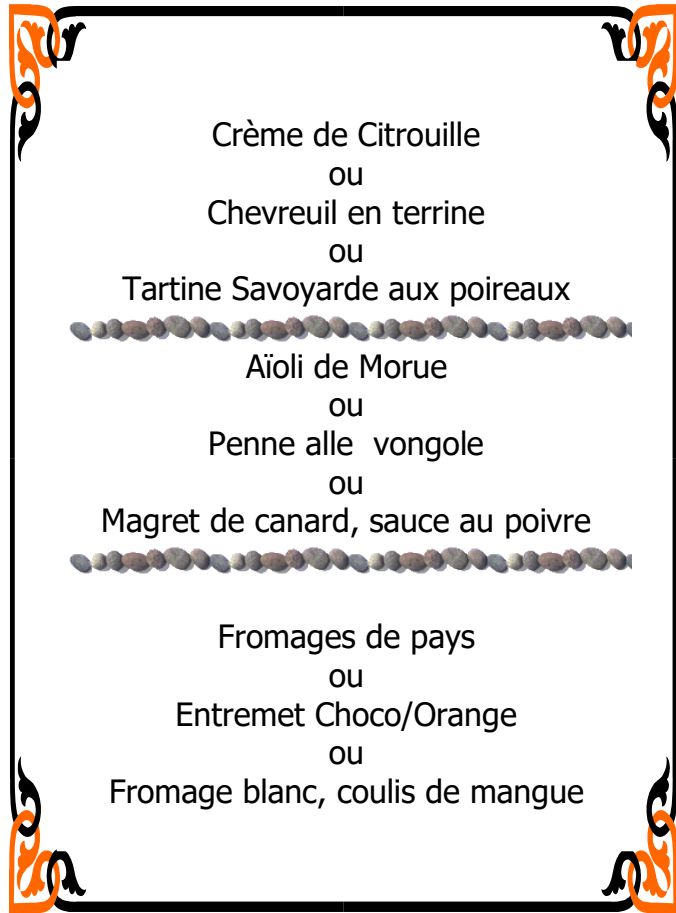 Crème de Citrouille
ou
Chevreuil en terrine
ou
Tartine Savoyarde aux poireaux
Aïoli de Morue
ou
Penne alle  vongole
ou
Magret de canard, sauce au poivre
Fromages de pays
ou
Entremet Choco/Orange
ou
Fromage blanc, coulis de mangue